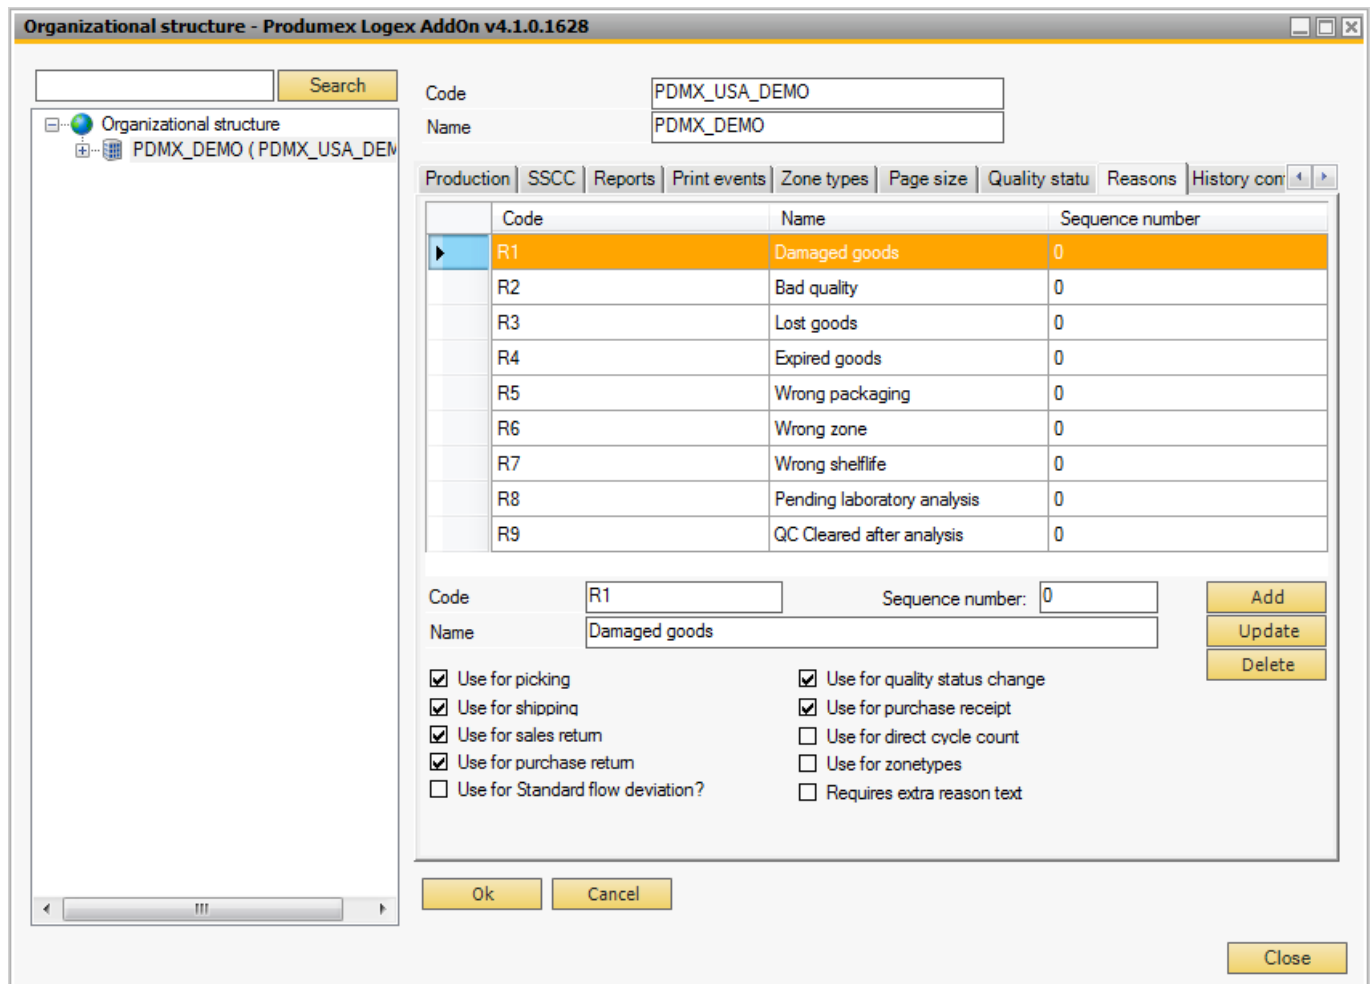 Organizational structure - Produmex Logex AddOn v4.1.0.1628
Search
Organizational structure
PDMX_DEMO ( PDMX_USA_DEM
Code PDMX_USA_DEMO
Name PDMX_DEMO
Production SSCC Reports Print events Zone types Page size Quality statu Reasons History con
Code Name Sequence number
R1 Damaged goods 0
R2 Bad quality 0
R3 Lost goods 0
R4 Expired goods 0
R5 Wrong packaging 0
R6 Wrong zone 0
R7 Wrong shelflife 0
R8 Pending laboratory analysis 0
R9 QC Cleared after analysis 0
Code R1 Sequence number: 0 Add
Name Damaged goods Update
Delete
Use for picking Use for quality status change
Use for shipping Use for purchase receipt
Use for sales return Use for direct cycle count
Use for purchase return Use for zonetypes
Use for Standard flow deviation? Requires extra reason text
Ok Cancel
Close